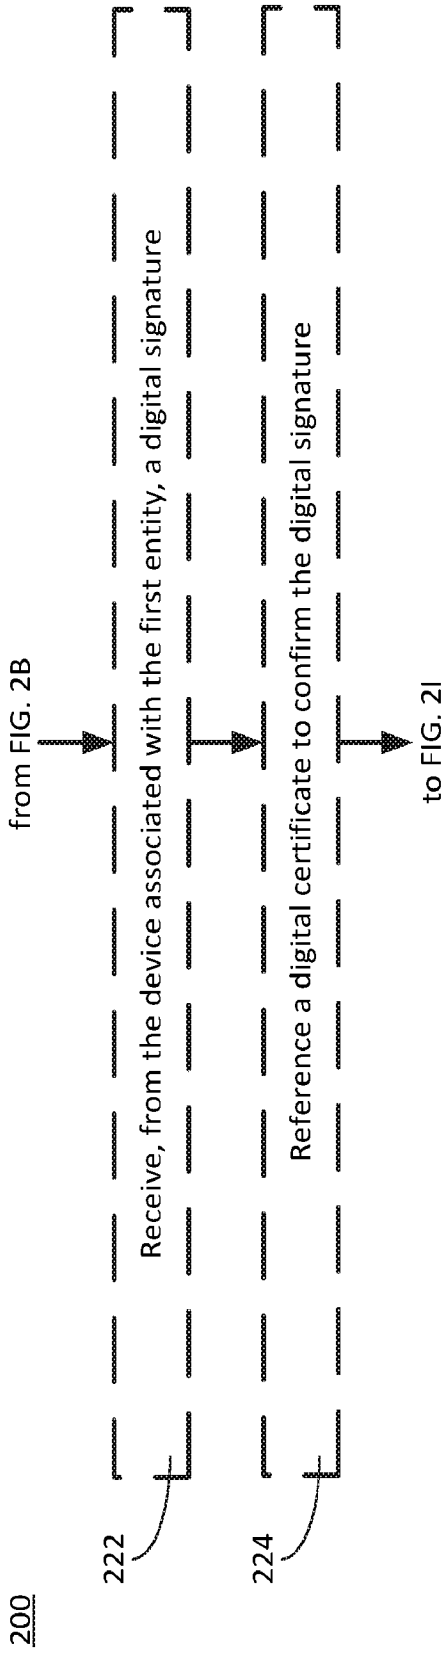 200
from FIG. 2B
222
Receive, from the device associated with the first entity, a digital signature
224
Reference a digital certificate to confirm the digital signature
to FIG. 2I